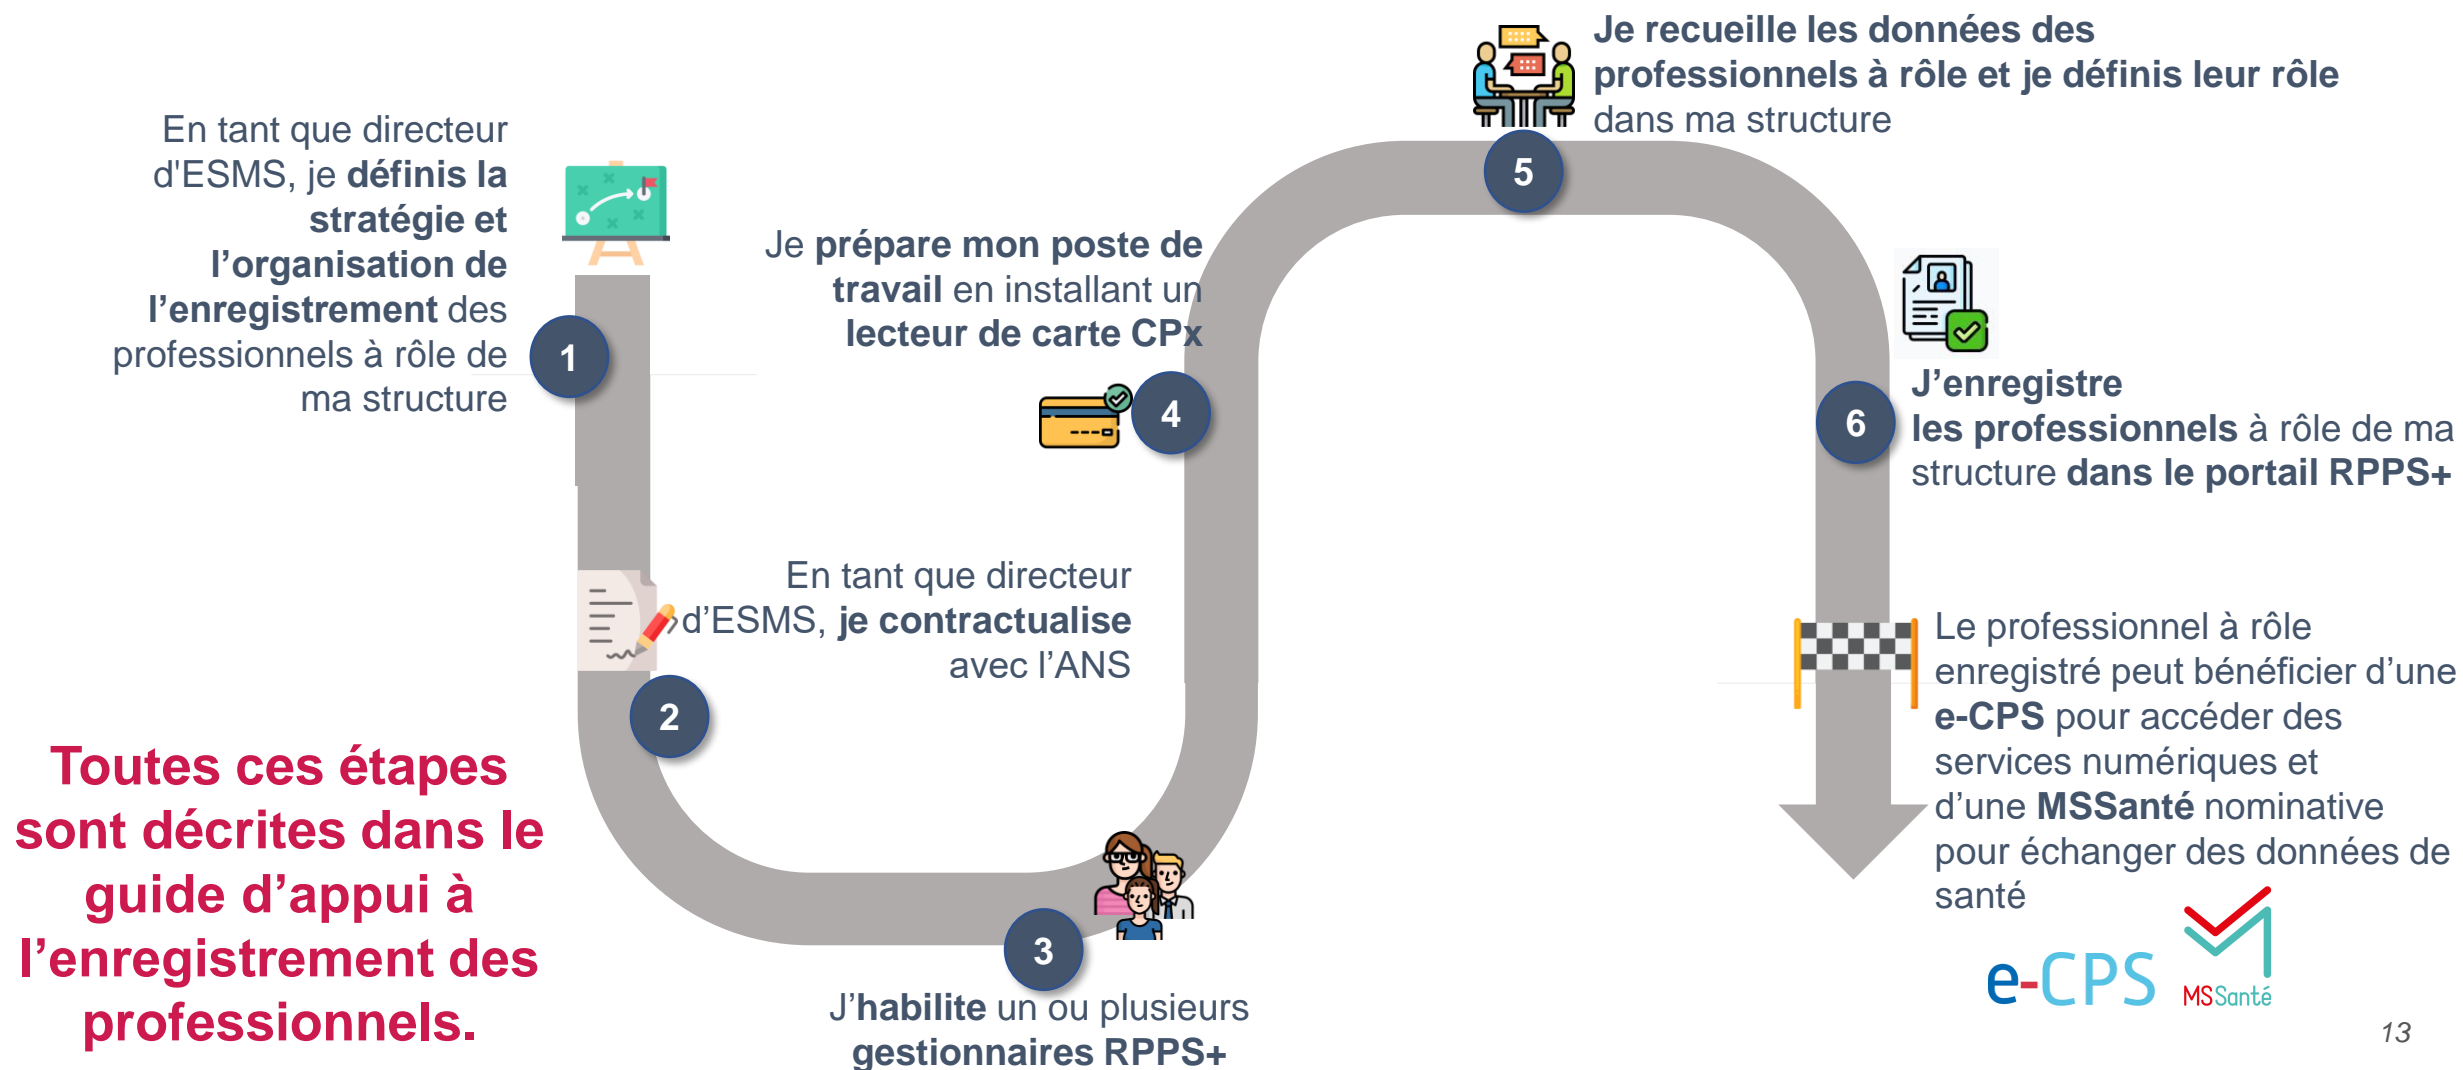 En tant que directeur
d'ESMS, je définis la
stratégie et
l’organisation de
l’enregistrement des
professionnels à rôle de
ma structure
1
En tant que directeur
d’ESMS, je contractualise
avec l’ANS
2
J’habilite un ou plusieurs
gestionnaires RPPS+
3
Je prépare mon poste de
travail en installant un
lecteur de carte CPx
4
Je recueille les données des
professionnels à rôle et je définis leur rôle
dans ma structure
5
J’enregistre
les professionnels à rôle de ma
structure dans le portail RPPS+
6
Le professionnel à rôle
enregistré peut bénéficier d’une
e-CPS pour accéder des
services numériques et
d’une MSSanté nominative
pour échanger des données de
santé
e-CPS
MSSanté
Toutes ces étapes
sont décrites dans le
guide d’appui à
l’enregistrement des
professionnels.
13